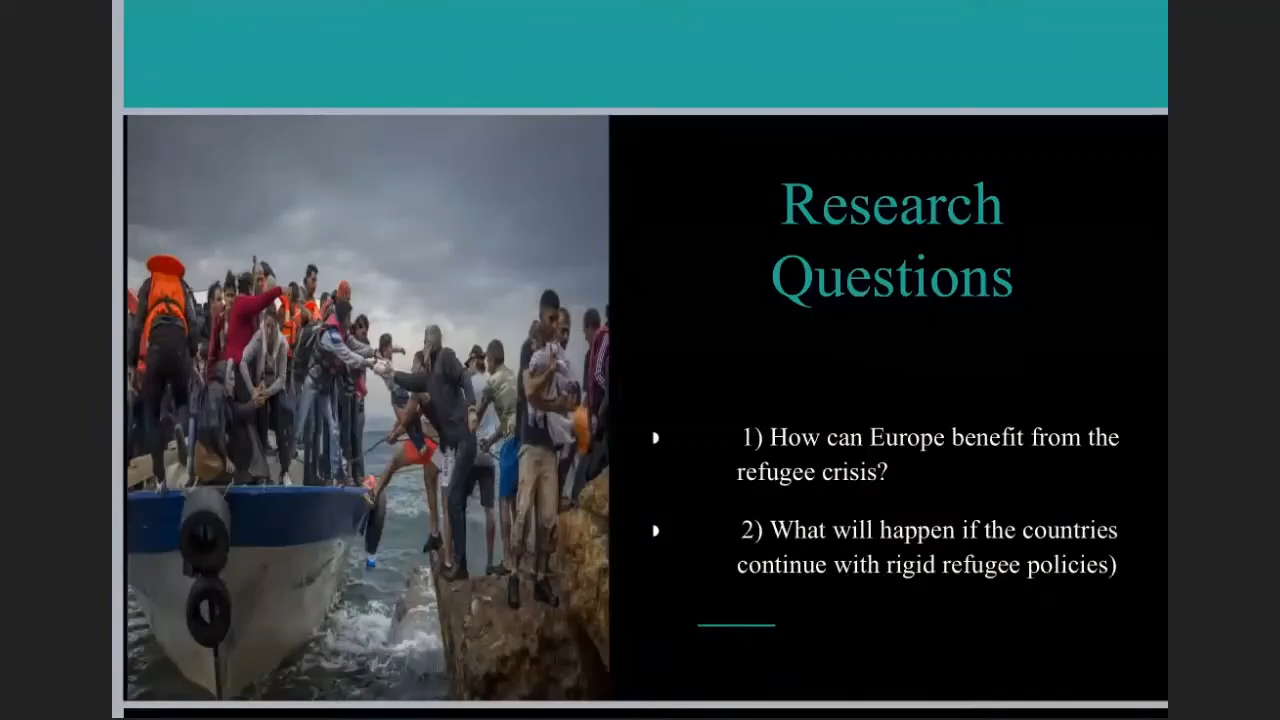 Research
Questions
1) How can Europe benefit from the
refugee crisis?
2) What will happen if the countries
continue with rigid refugee policies)